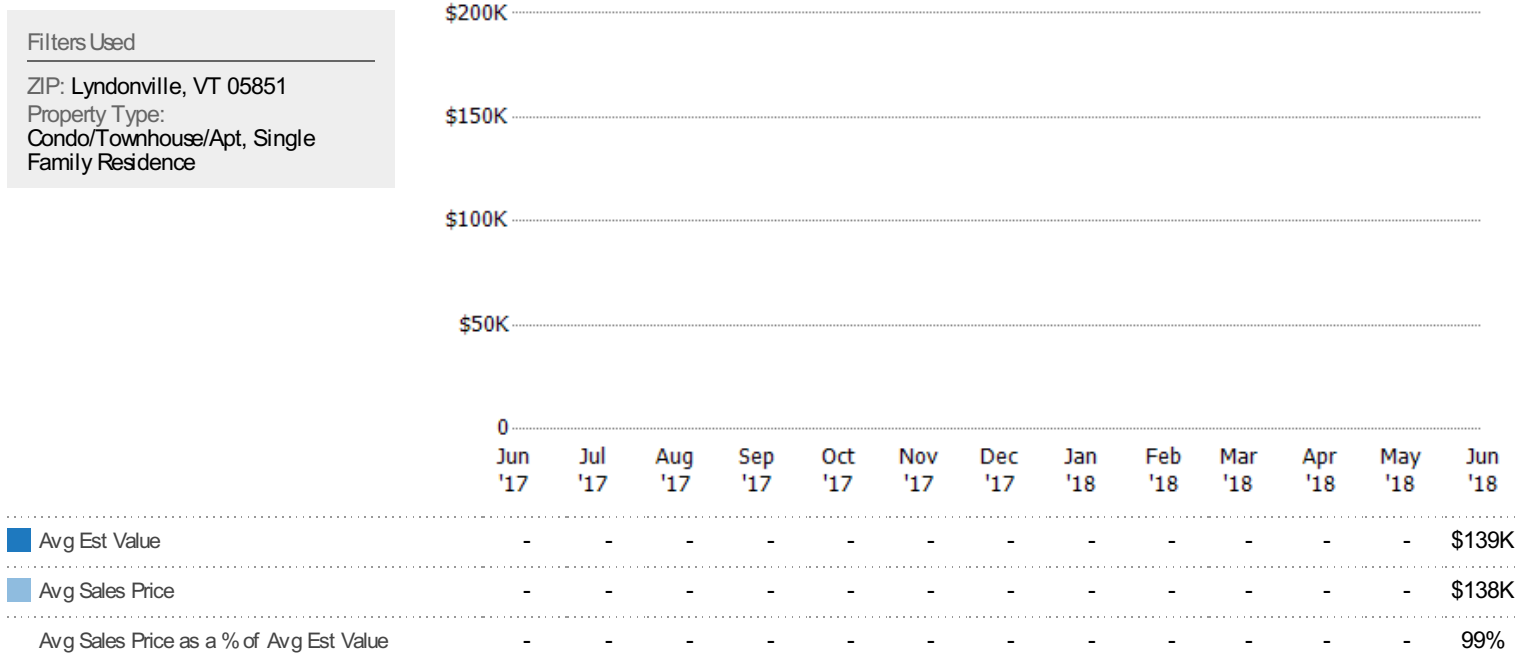 Filters Used
ZIP: Lyndonville, VT 05851
Property Type:
Condo/Townhouse/Apt, Single
Family Residence
$200K
$150K
$100K
$50K
0
Jun Jul Aug Sep Oct Nov Dec Jan Feb Mar Apr May Jun
'17 '17 '17 '17 '17 '17 '17 '18 '18 '18 '18 '18 '18
Avg Est Value - - - - - - - - - - - - $139K
Avg Sales Price - - - - - - - - - - - - $138K
Avg Sales Price as a % of Avg Est Value - - - - - - - - - - - - 99%